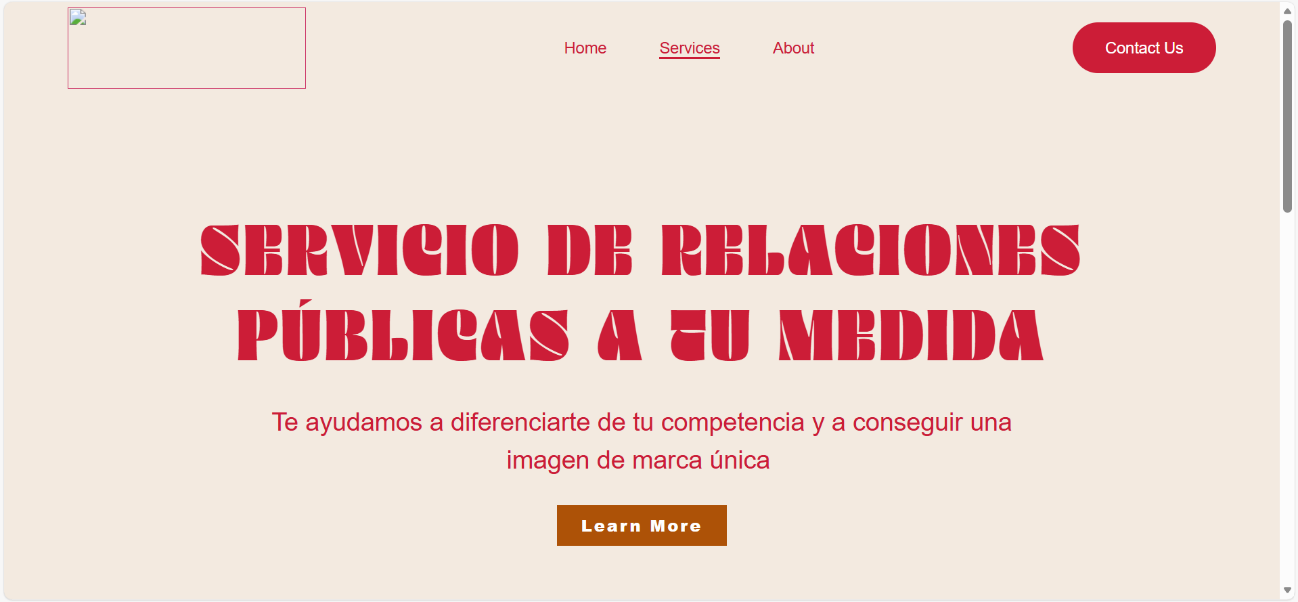 Home
Services
About
Contact Us
SERVICIO DE RELACIONES
PÚBLICAS A TU MEDIDA
Te ayudamos a diferenciarte de tu competencia y a conseguir una
imagen de marca única
Learn More